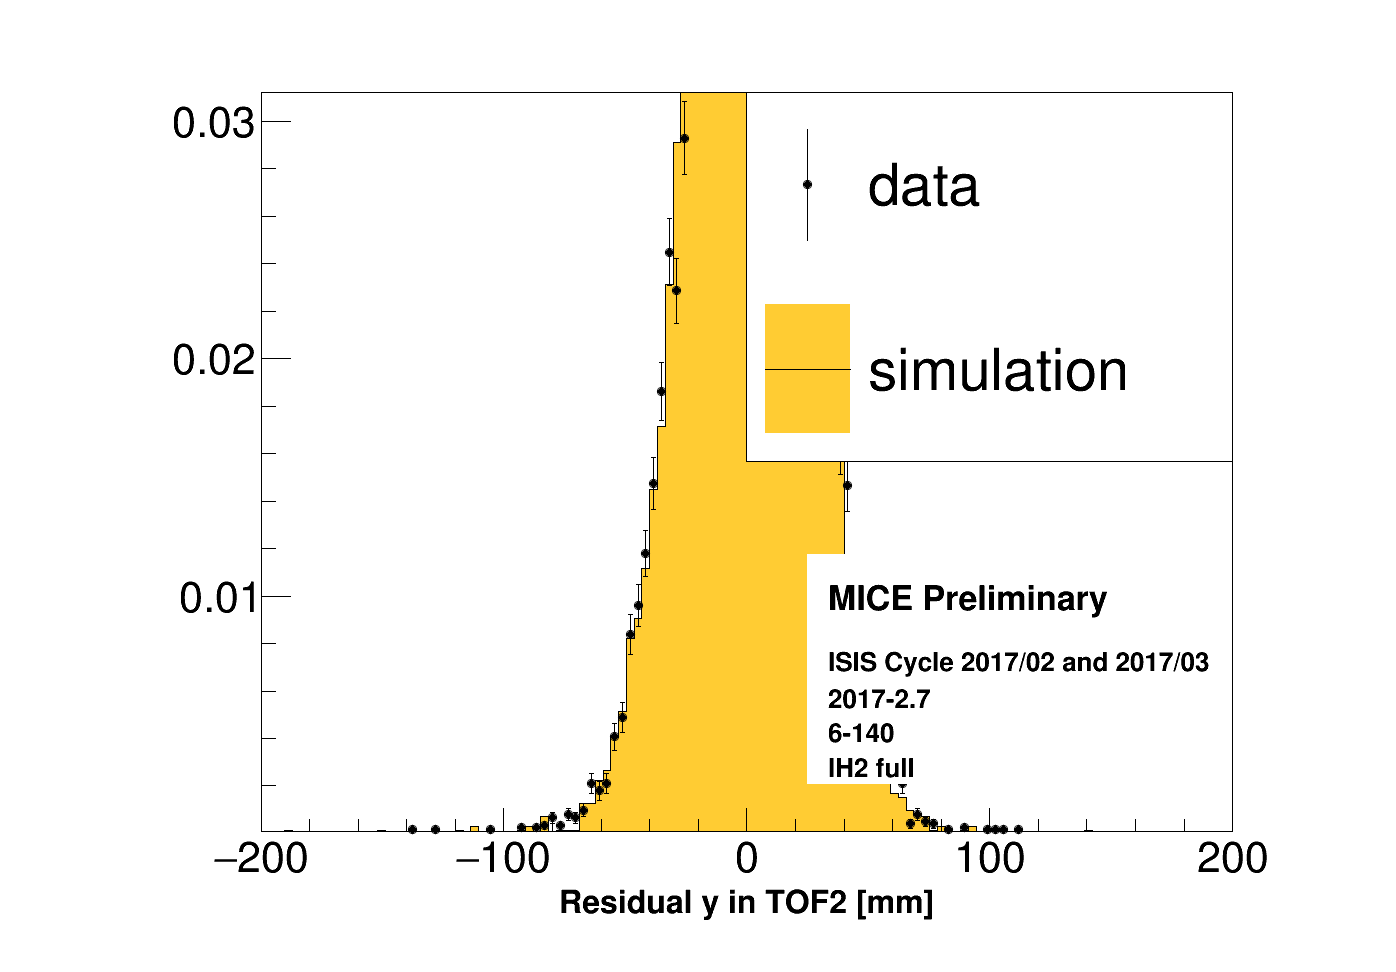 0.03
data
0.02
simulation
0.01
MICE Preliminary
ISIS Cycle 2017/02 and 2017/03
2017-2.7
6-140
IH2 full
−200 −100 0 100 200
Residual y in TOF2 [mm]